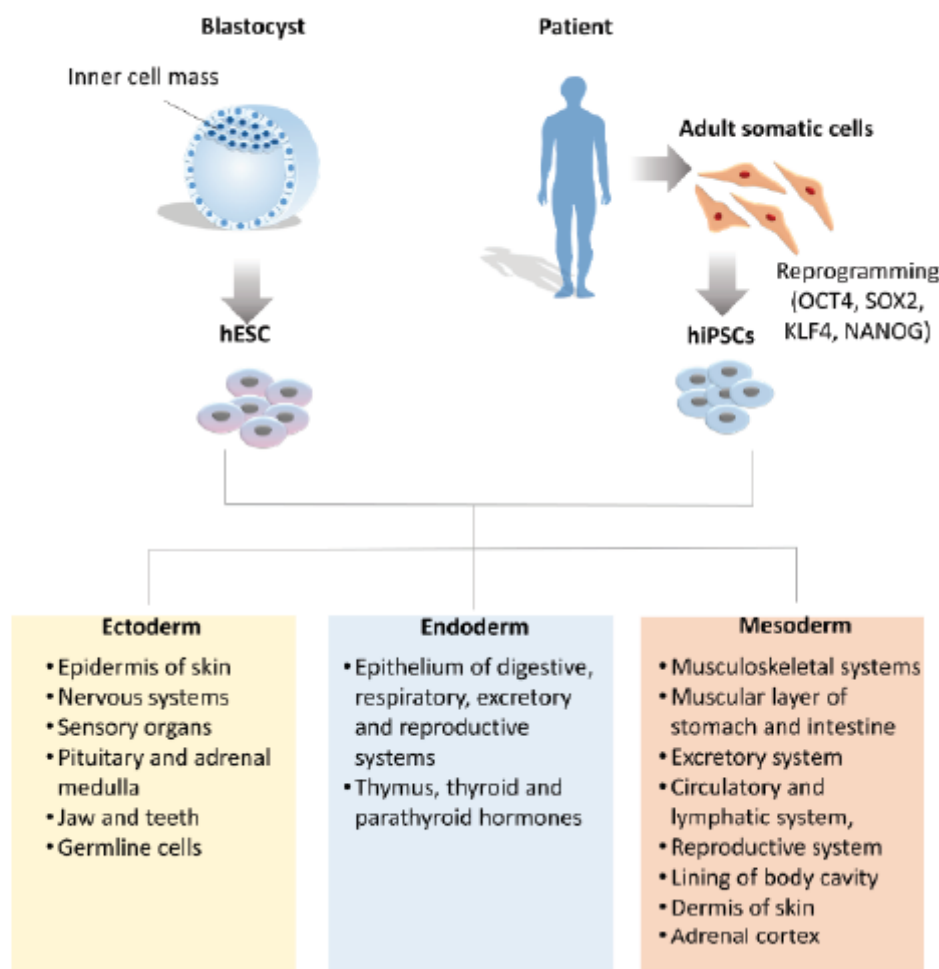 Blastocyst
Patient
Inner cell mass
Adult somatic cells
Reprogramming
(OCT4, SOX2,
KLF4, NANOG)
hESC
hiPSCs
Ectoderm
• Epidermis of skin
• Nervous systems
• Sensory organs
• Pituitary and adrenal
medulla
• Jaw and teeth
• Germline cells
Endoderm
• Epithelium of digestive,
respiratory, excretory
and reproductive
systems
• Thymus, thyroid and
parathyroid hormones
Mesoderm
• Musculoskeletal systems
• Muscular layer of
stomach and intestine
• Excretory system
• Circulatory and
lymphatic system,
• Reproductive system
• Lining of body cavity
• Dermis of skin
• Adrenal cortex